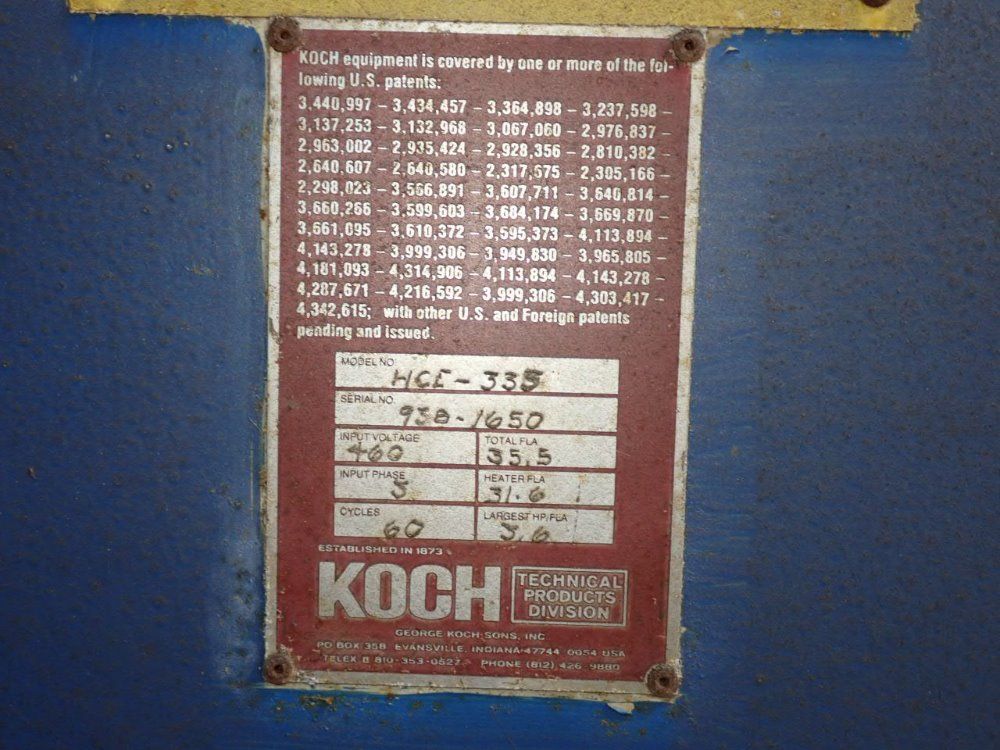 KOCH equipment is covered by one or more of the fol-
lowing U.S. patents:
3,440,997 – 3,434,457 – 3,364,898 – 3,237,598 –
3,137,253 – 3,132,968 – 3,067,060 – 2,976,837 –
2,963,002 – 2,935,424 – 2,928,356 – 2,810,382 –
2,640,607 – 2,640,580 – 2,317,575 – 2,305,166 –
2,298,023 – 3,566,891 – 3,607,711 – 3,640,814 –
3,660,266 – 3,599,603 – 3,684,174 – 3,669,870 –
3,661,095 – 3,610,372 – 3,595,373 – 4,113,894 –
4,143,278 – 3,999,306 – 3,949,830 – 3,965,805 –
4,181,093 – 4,314,906 – 4,113,894 – 4,143,278 –
4,287,671 – 4,216,592 – 3,999,306 – 4,303,417 –
4,342,615; with other U.S. and Foreign patents
pending and issued.
MODEL NO
HCE-335
SERIAL NO.
INPUT VOLTAGE
460
TOTAL FLA
35.5
INPUT PHASE
3
HEATER FLA
31.6
CYCLES
60
LARGEST HP/FLA
3.6
ESTABLISHED IN 1873
KOCH
TECHNICAL
PRODUCTS
DIVISION
GEORGE KOCH SONS, INC.
PO BOX 358 EVANSVILLE, INDIANA 47744 0054 USA
TELEX 810-353-0527 PHONE (812) 426 9880